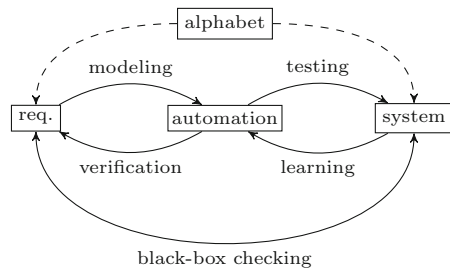 alphabet
modeling
testing
req.
automation
system
verification
learning
black-box checking